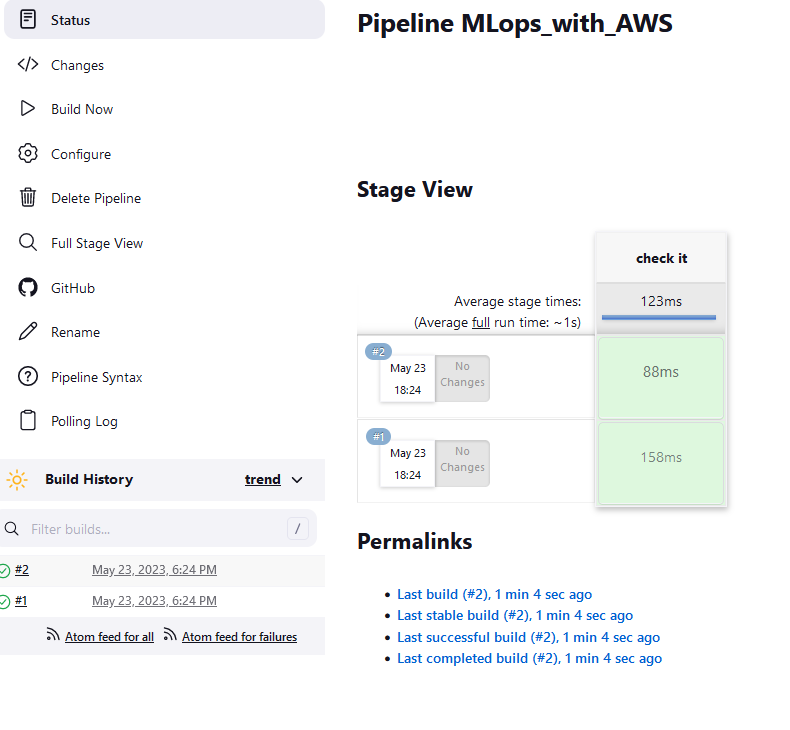 Status
Changes
Build Now
Configure
Delete Pipeline
Full Stage View
GitHub
Rename
Pipeline Syntax
Polling Log
Build History trend
Filter builds... /
#2 May 23, 2023, 6:24 PM
#1 May 23, 2023, 6:24 PM
Atom feed for all Atom feed for failures
Pipeline MLops_with_AWS
Stage View
check it
Average stage times: 123ms
(Average full run time: ~1s)
#2
May 23 No
18:24 Changes
88ms
#1
May 23 No
18:24 Changes
158ms
Permalinks
Last build (#2), 1 min 4 sec ago
Last stable build (#2), 1 min 4 sec ago
Last successful build (#2), 1 min 4 sec ago
Last completed build (#2), 1 min 4 sec ago